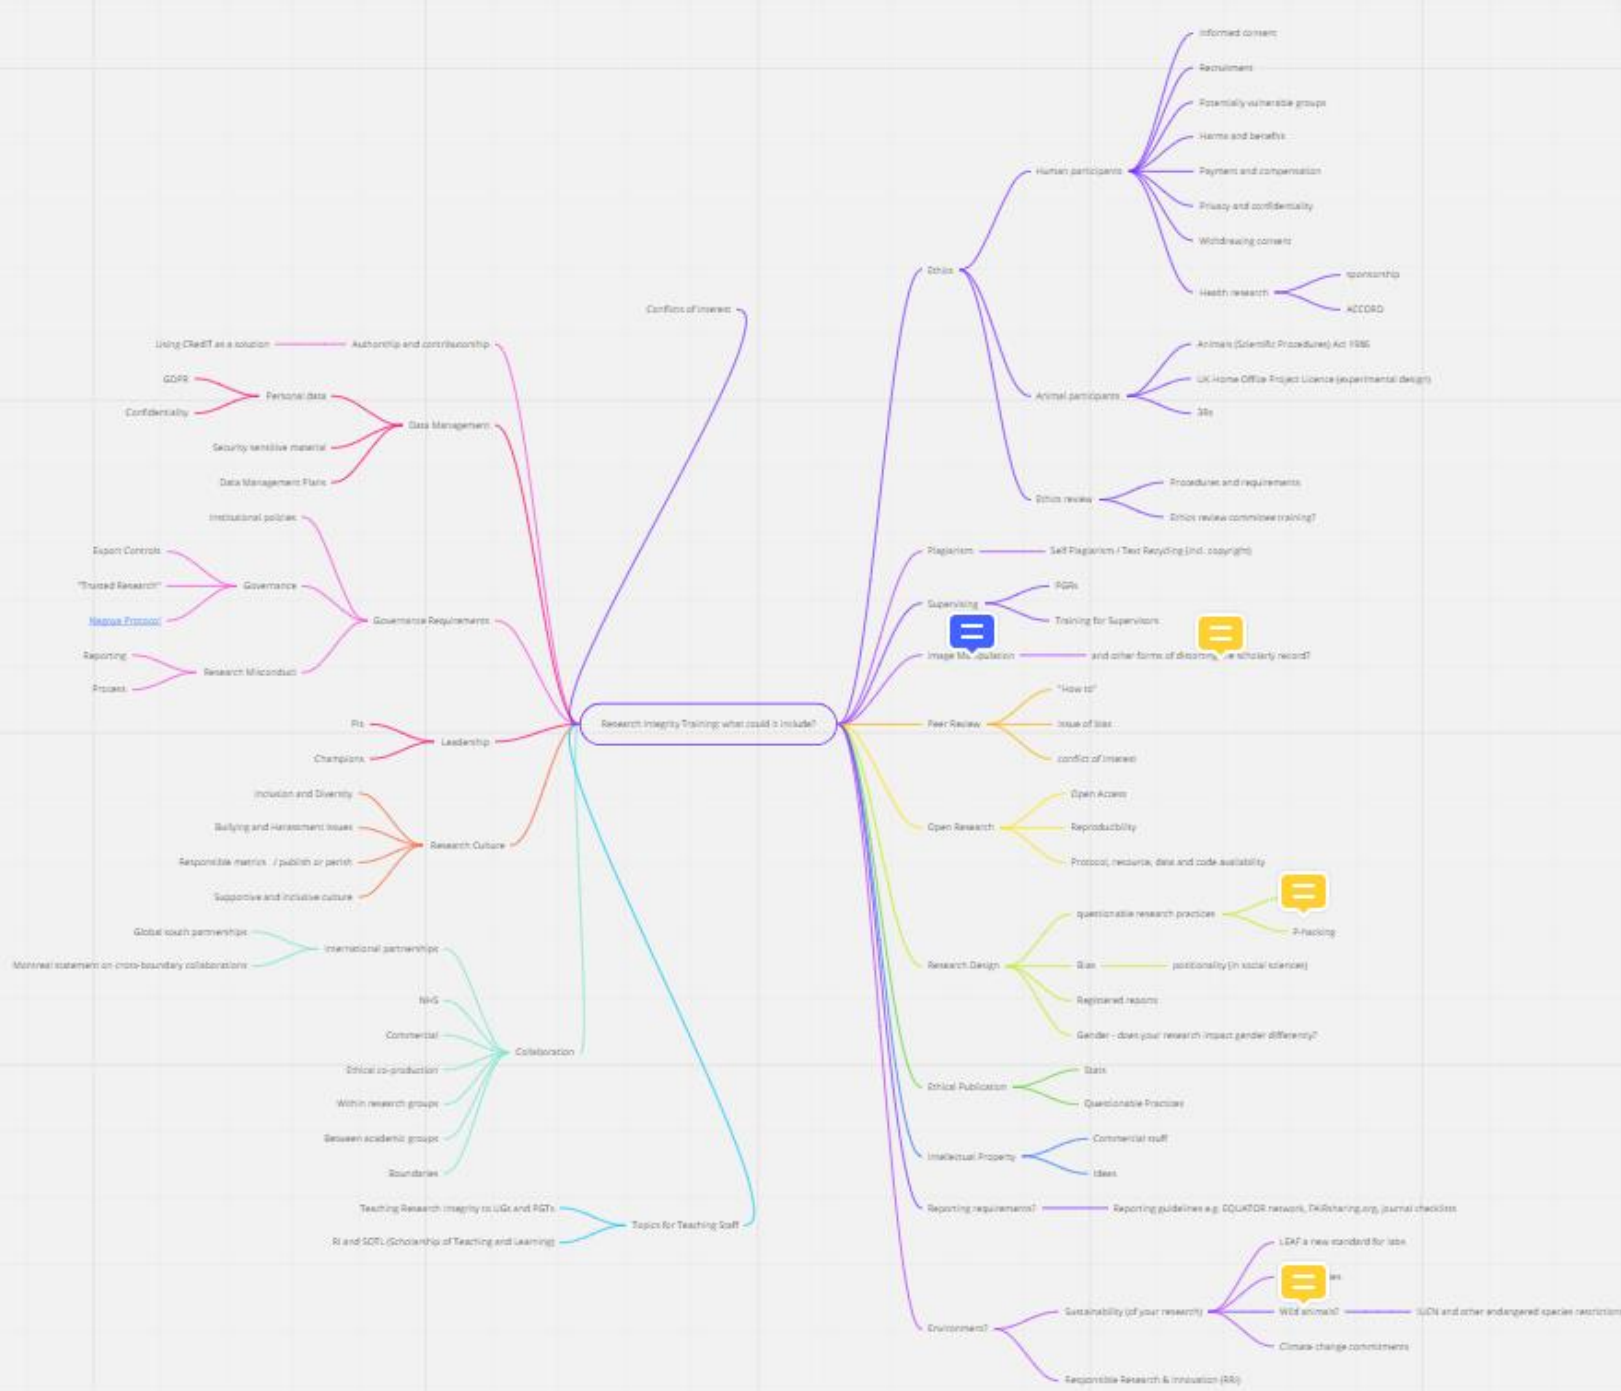 Informed consent
Recruitment
Potentially vulnerable groups
Harms and benefits
Human participants
Payment and compensation
Privacy and confidentiality
Withdrawing consent
Ethics
Health research
sponsorship
ACCORD
Animals (Scientific Procedures) Act 1986
UK Home Office Project Licence (experimental design)
Animal participants
3Rs
Ethics review
Procedures and requirements
Ethics review committee training?
Plagiarism
Self Plagiarism / Text Recycling (incl. copyright)
Supervising
PGRs
Training for Supervisors
Image
and other forms of
scholarly record?
Peer Review
"How to"
Issue of bias
conflict of interest
Open Research
Open Access
Reproducibility
Protocol, resource, data and code availability
Research Design
questionable research practices
P-hacking
Bias
positionality (in social sciences)
Registered reports
Gender - does your research impact gender differently?
Ethical Publication
Stats
Questionable Practices
Intellectual Property
Commercial stuff
Ideas
Reporting requirements?
Reporting guidelines e.g. EQUATOR network, FAIRsharing.org, journal checklists
Environment?
Sustainability (of your research)
LEAF a new standard for labs
Wild animals?
IUCN and other endangered species restrictions
Climate change commitments
Responsible Research & Innovation (RRI)
Research Integrity Training: what could it include?
Conflicts of interest
Authorship and contributorship
Using CRediT as a solution
Data Management
Personal data
GDPR
Confidentiality
Security sensitive material
Data Management Plans
Governance Requirements
Institutional policies
Governance
Export Controls
"Trusted Research"
Nagoya Protocol
Research Misconduct
Reporting
Process
Leadership
PIs
Champions
Research Culture
Inclusion and Diversity
Bullying and Harassment issues
Responsible metrics / publish or perish
Supportive and inclusive culture
Collaboration
International partnerships
Global south partnerships
Montreal statement on cross-boundary collaborations
NHS
Commercial
Ethical co-production
Within research groups
Between academic groups
Boundaries
Topics for Teaching Staff
Teaching Research Integrity to UGs and PGTs
RI and SOTL (Scholarship of Teaching and Learning)